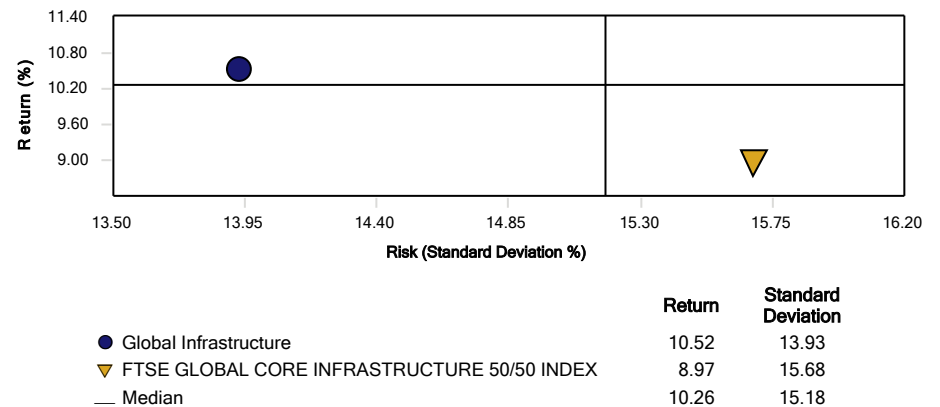 11.40
10.80
10.20
9.60
9.00
Return (%)
13.50 13.95 14.40 14.85 15.30 15.75 16.20
Risk (Standard Deviation %)
Return Standard Deviation
Global Infrastructure 10.52 13.93
FTSE GLOBAL CORE INFRASTRUCTURE 50/50 INDEX 8.97 15.68
Median 10.26 15.18